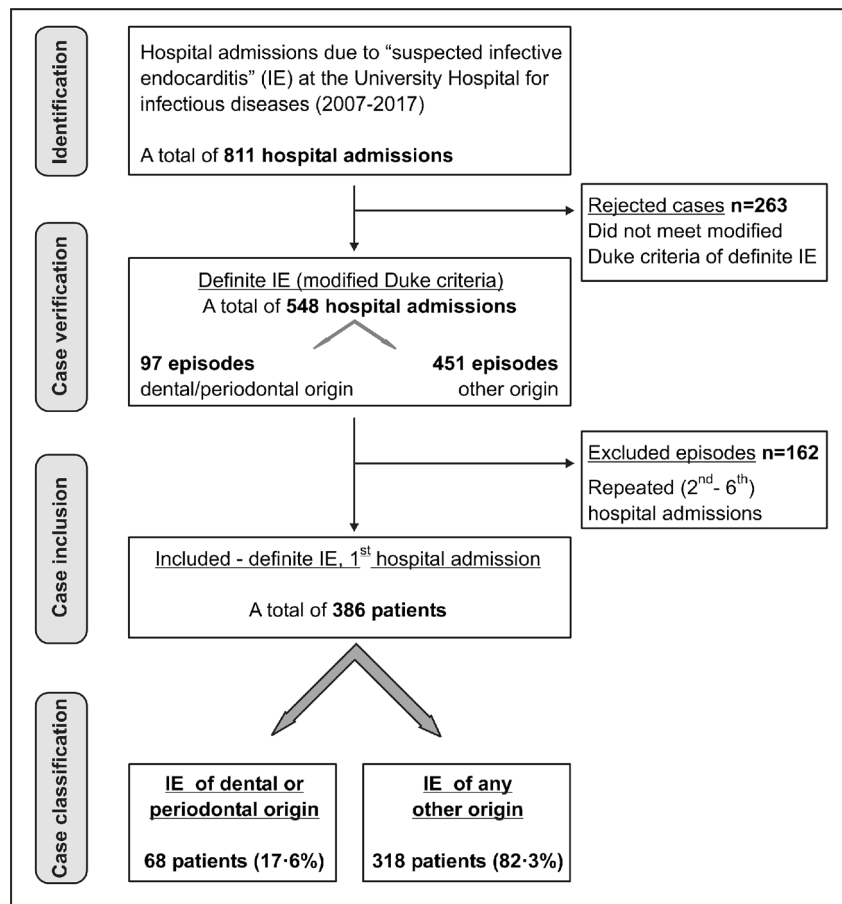 Identification
Hospital admissions due to “suspected infective
endocarditis” (IE) at the University Hospital for
infectious diseases (2007-2017)
A total of 811 hospital admissions
Rejected cases n=263
Did not meet modified
Duke criteria of definite IE
Case verification
Definite IE (modified Duke criteria)
A total of 548 hospital admissions
97 episodes
dental/periodontal origin
451 episodes
other origin
Excluded episodes n=162
Repeated (2nd- 6th)
hospital admissions
Case inclusion
Included - definite IE, 1st hospital admission
A total of 386 patients
Case classification
IE of dental or
periodontal origin
68 patients (17·6%)
IE of any
other origin
318 patients (82·3%)